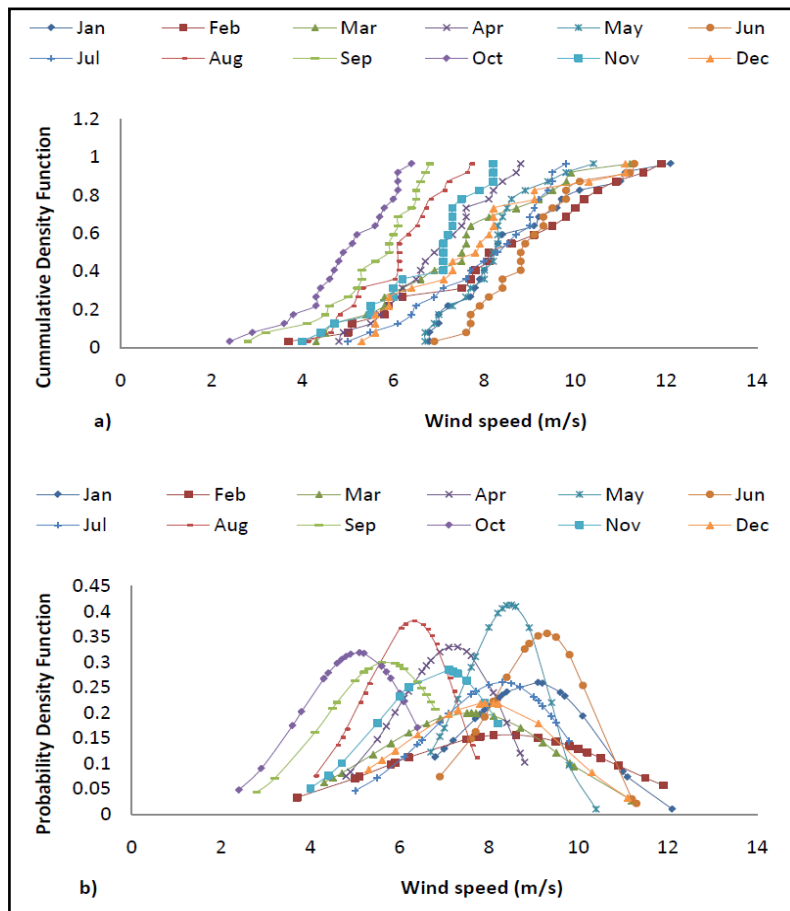 Jan Feb Mar Apr May Jun
Jul Aug Sep Oct Nov Dec
Cummulative Density Function
1.2
1
0.8
0.6
0.4
0.2
0
0 2 4 6 8 10 12 14
a) Wind speed (m/s)
Jan Feb Mar Apr May Jun
Jul Aug Sep Oct Nov Dec
Probability Density Function
0.45
0.4
0.35
0.3
0.25
0.2
0.15
0.1
0.05
0
0 2 4 6 8 10 12 14
b) Wind speed (m/s)